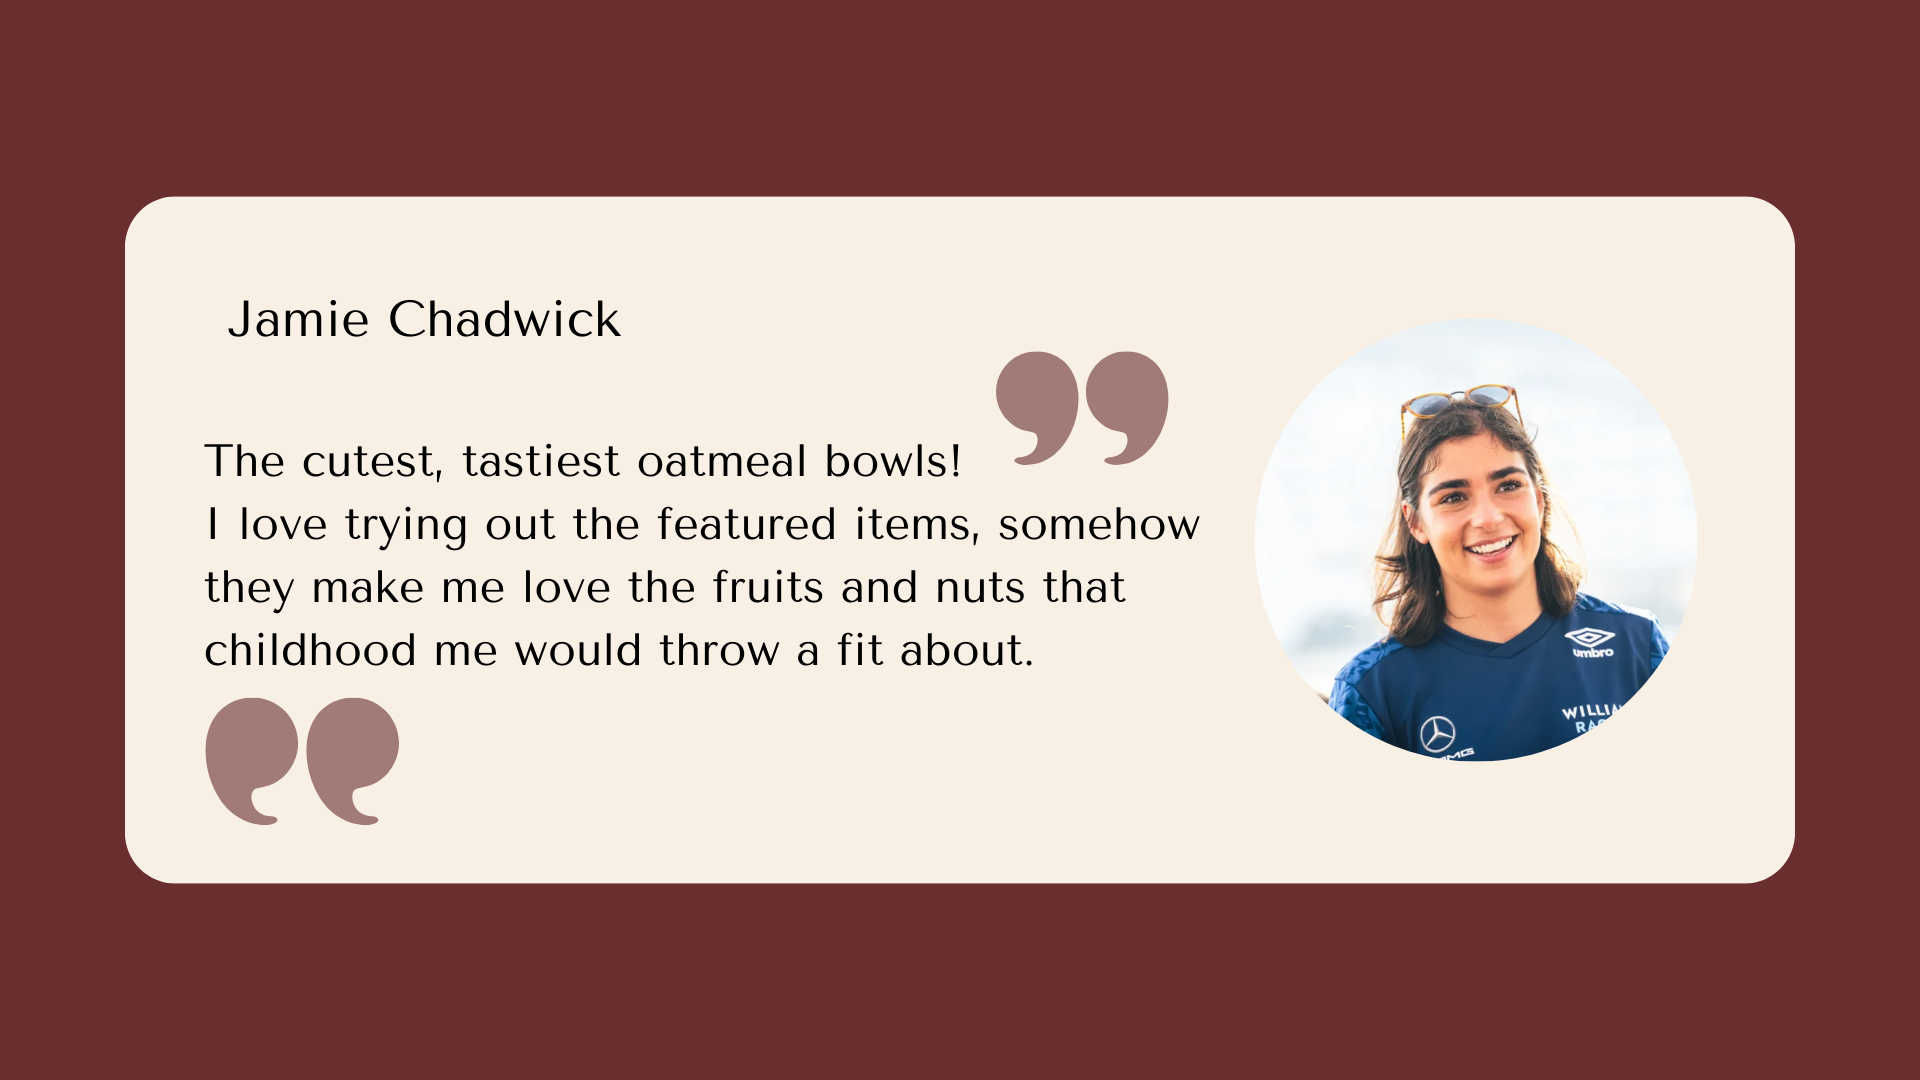 Jamie Chadwick
The cutest, tastiest oatmeal bowls!
I love trying out the featured items, somehow
they make me love the fruits and nuts that
childhood me would throw a fit about.
umbro